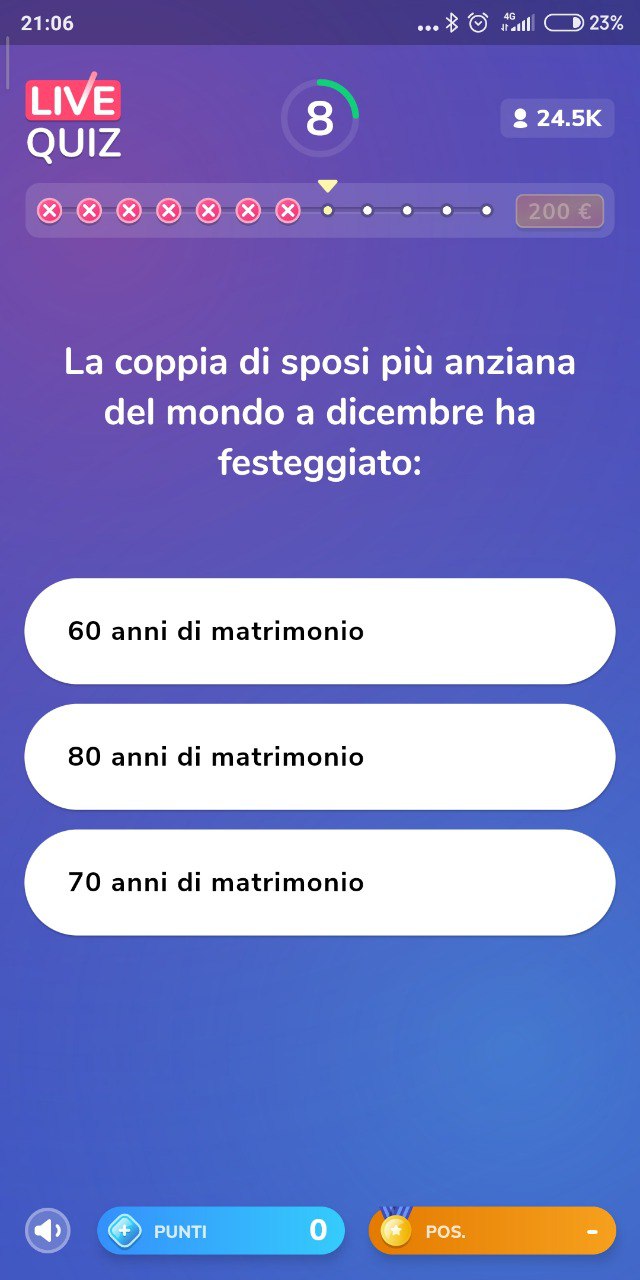 21:06
4G
23%
LIVE
QUIZ
8
24.5K
200 €
La coppia di sposi più anziana
del mondo a dicembre ha
festeggiato:
60 anni di matrimonio
80 anni di matrimonio
70 anni di matrimonio
PUNTI 0
POS. -